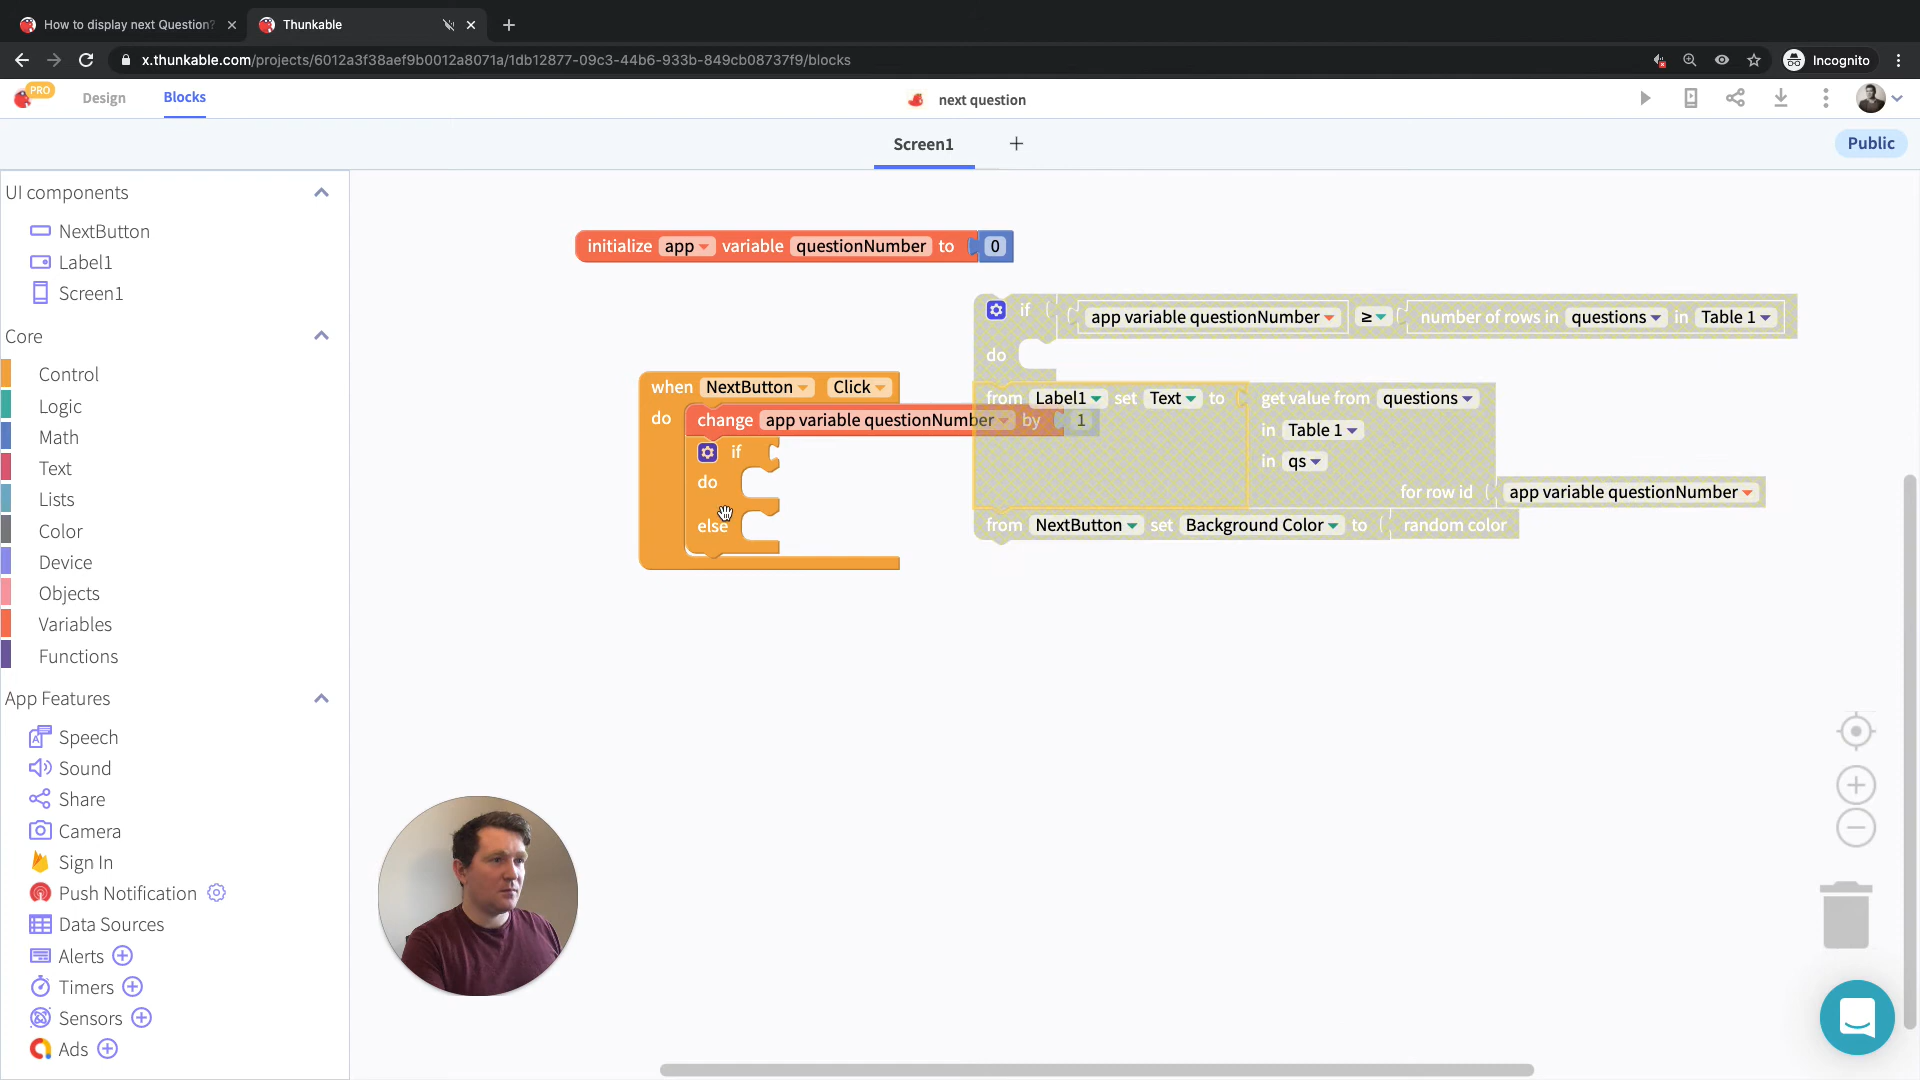 How to display next Question?
Thunkable
x.thunkable.com/projects/6012a3f38aef9b0012a8071a/1db12877-09c3-44b6-933b-849cb08737f9/blocks
Incognito
PRO
Design
Blocks
next question
Screen1
Public
UI components
NextButton
Label1
Screen1
Core
Control
Logic
Math
Text
Lists
Color
Device
Objects
Variables
Functions
App Features
Speech
Sound
Share
Camera
Sign In
Push Notification
Data Sources
Alerts
Timers
Sensors
Ads
initialize app variable questionNumber to 0
when NextButton Click
do change app variable questionNumber by 1
if
do
else
if app variable questionNumber ≥ number of rows in questions in Table 1
do
from Label1 set Text to get value from questions
in Table 1
in qs
for row id app variable questionNumber
from NextButton set Background Color to random color